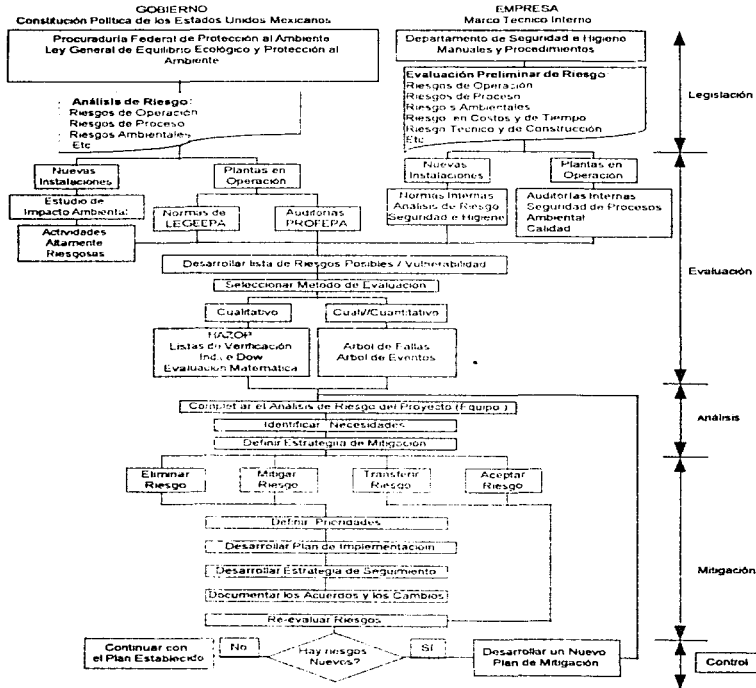 GOBIERNO
Constitución Política de los Estados Unidos Mexicanos
EMPRESA
Marco Tecnico Interno
Procuraduría Federal de Protección al Ambiente
Ley General de Equilibrio Ecológico y Protección al
Ambiente
Departamento de Seguridad e Higiene
Manuales y Procedimientos
Legislación
Análisis de Riesgo:
Riesgos de Operación
Riesgos de Proceso
Riesgos Ambientales
Etc
Evaluación Preliminar de Riesgo:
Riesgos de Operación
Riesgos de Proceso
Riesgos Ambientales
Riesgo en Costos y de Tiempo
Riesgo Técnico y de Construcción
Etc
Nuevas
Instalaciones
Plantas en
Operación
Nuevas
Instalaciones
Plantas en
Operación
Estudio de
Impacto Ambiental
Normas de
LEGEEPA
Auditorías
PROFEPA
Normas Internas
Análisis de Riesgo
Seguridad e Higiene
Auditorías Internas
Seguridad de Procesos
Ambiental
Calidad
Actividades
Altamente
Riesgosas
Desarrollar lista de Riesgos Posibles / Vulnerabilidad
Evaluación
Seleccionar Metodo de Evaluación
Cualitativo
Cuali/Cuantitativo
HAZOP
Listas de Verificación
Indice Dow
Evaluación Matemática
Arbol de Fallas
Arbol de Eventos
Completar el Análisis de Riesgo del Proyecto (Equipo)
Identificar Necesidades
Definir Estrategia de Mitigación
Análisis
Eliminar
Riesgo
Mitigar
Riesgo
Transferir
Riesgo
Aceptar
Riesgo
Definir Prioridades
Desarrollar Plan de Implementación
Desarrollar Estrategia de Seguimiento
Documentar los Acuerdos y los Cambios
Re-evaluar Riesgos
Mitigación
Continuar con
el Plan Establecido
No
Hay riesgos
Nuevos?
Sí
Desarrollar un Nuevo
Plan de Mitigación
Control